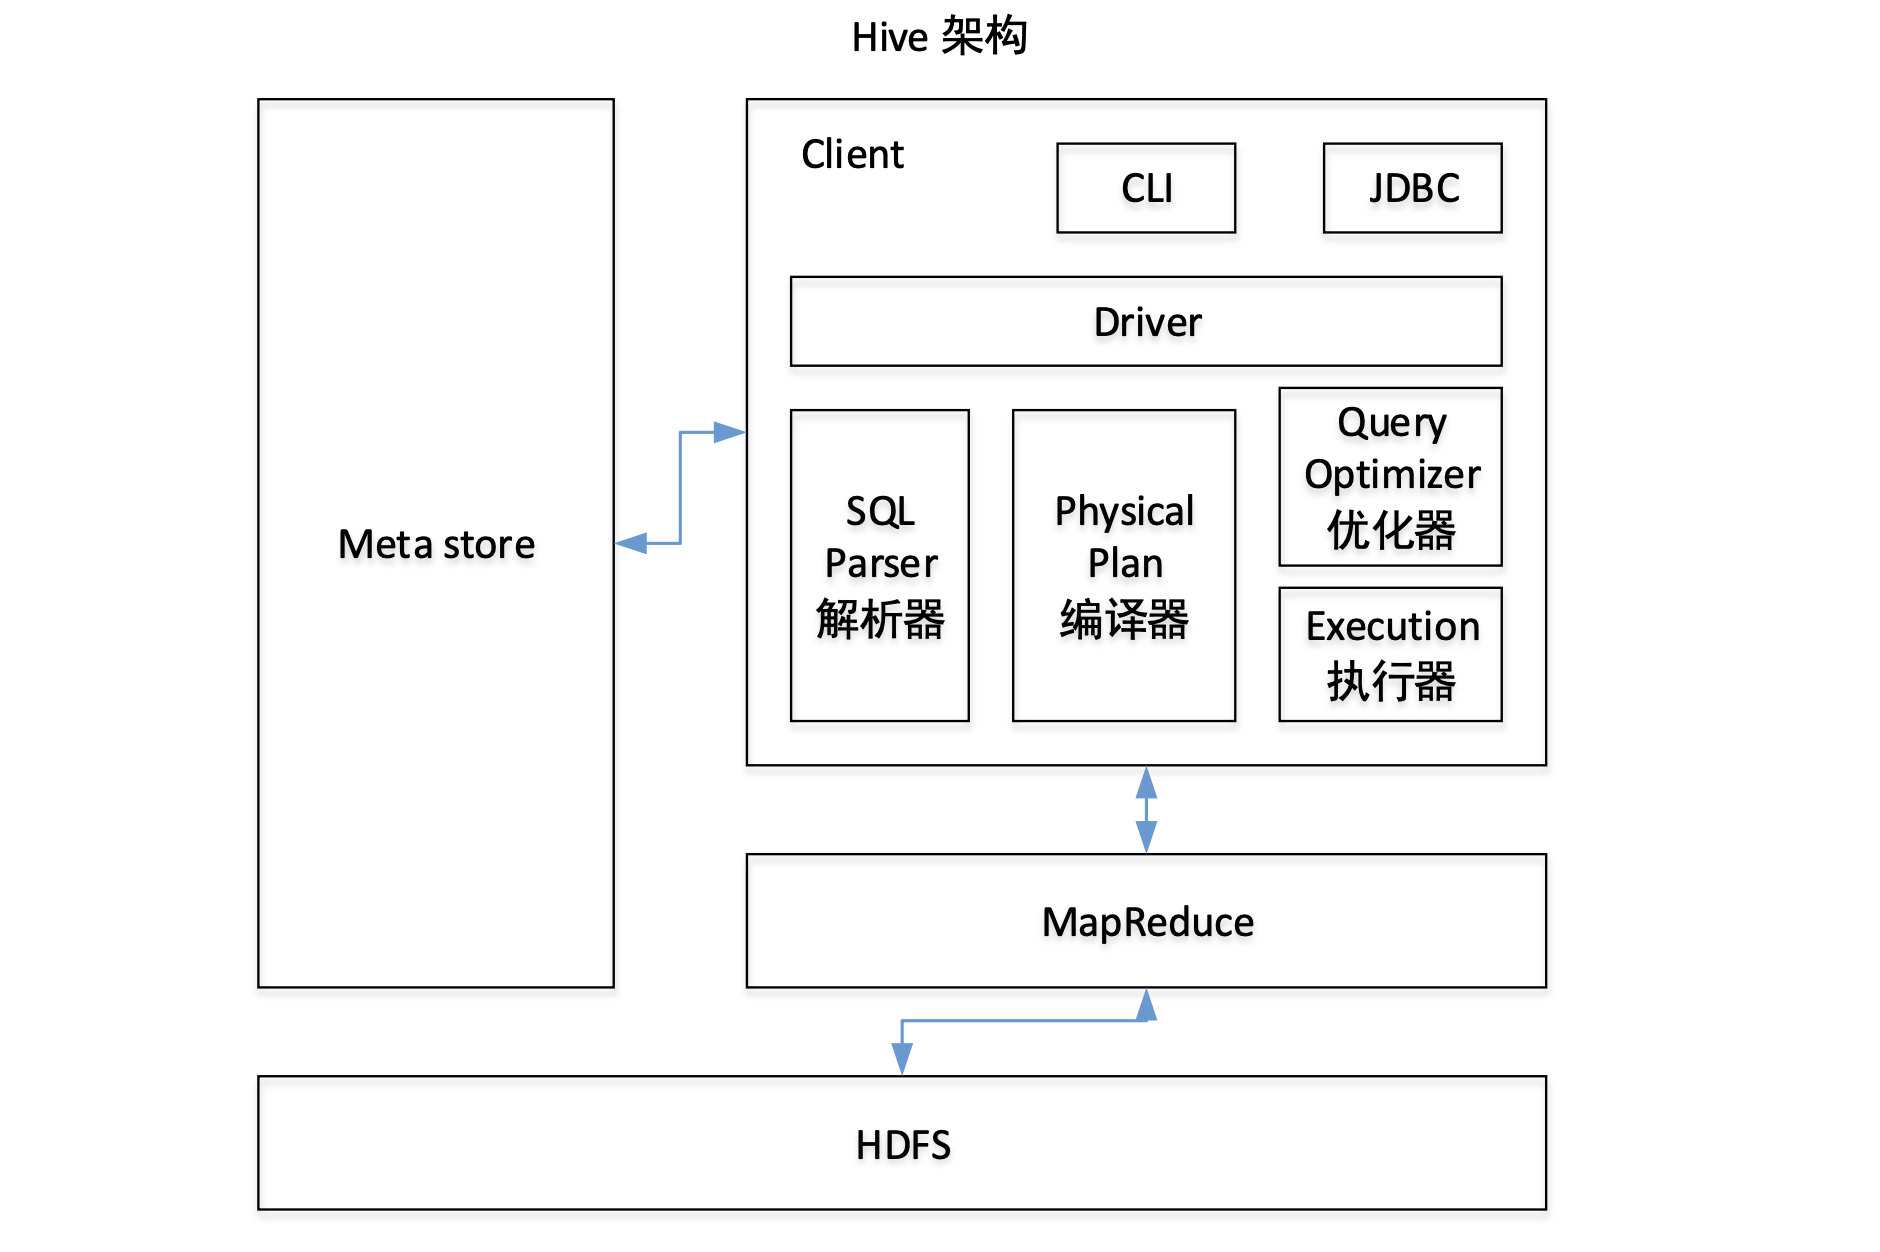 Hive 架构
Client
CLI
JDBC
Driver
Meta store
SQL
Parser
解析器
Physical
Plan
编译器
Query
Optimizer
优化器
Execution
执行器
MapReduce
HDFS